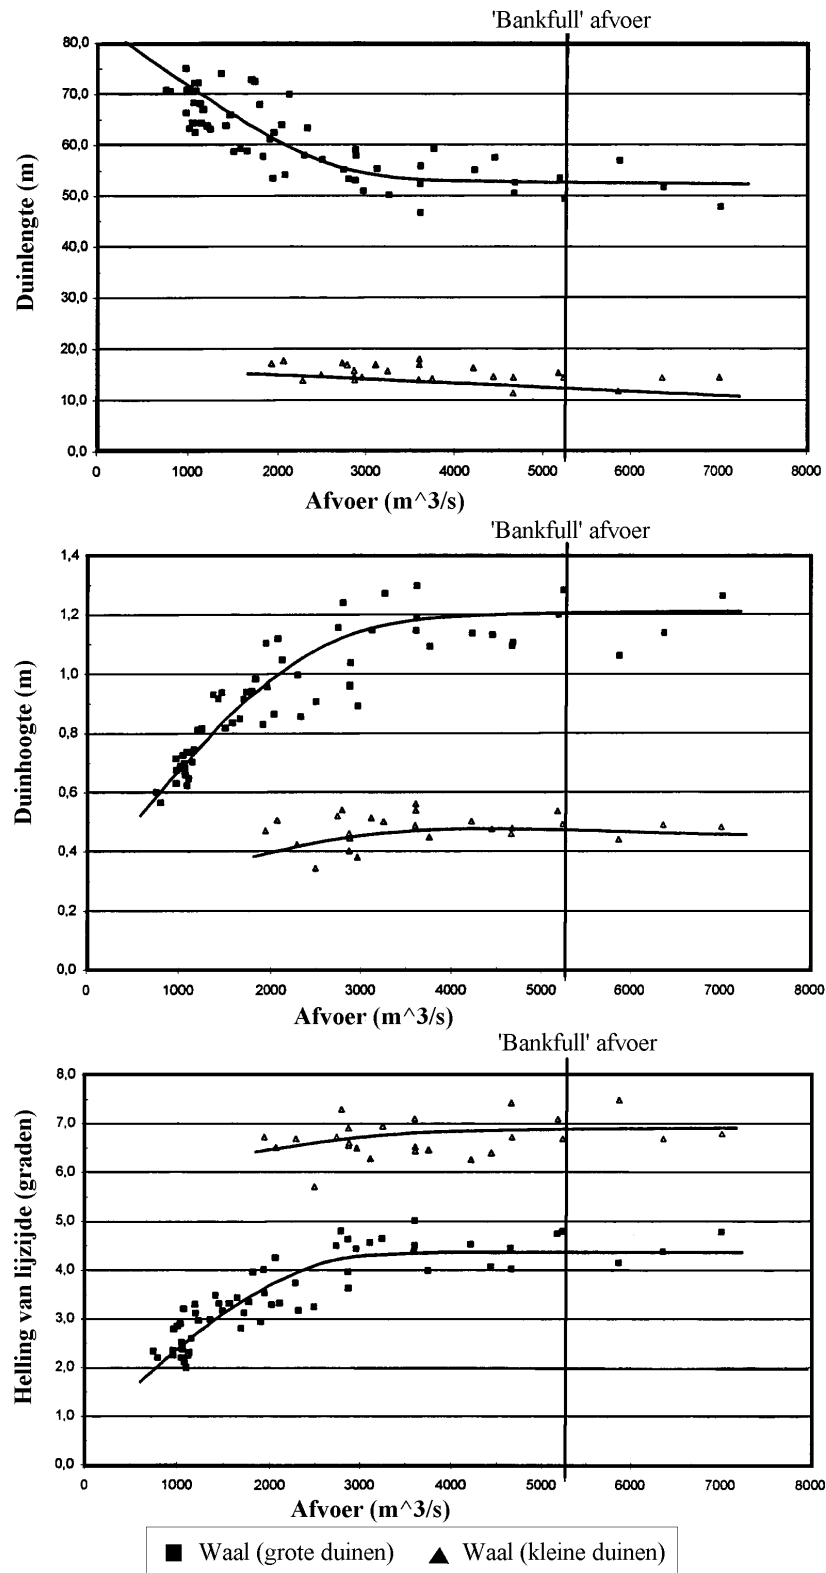 'Bankfull' afvoer
80,0
70,0
60,0
50,0
40,0
30,0
20,0
10,0
0,0
Duinlengte (m)
0 1000 2000 3000 4000 5000 6000 7000 8000
Afvoer (m^3/s)
'Bankfull' afvoer
1,4
1,2
1,0
0,8
0,6
0,4
0,2
0,0
Duinhoogte (m)
0 1000 2000 3000 4000 5000 6000 7000 8000
Afvoer (m^3/s)
'Bankfull' afvoer
8,0
7,0
6,0
5,0
4,0
3,0
2,0
1,0
0,0
Helling van lijzijde (graden)
0 1000 2000 3000 4000 5000 6000 7000 8000
Afvoer (m^3/s)
Waal (grote duinen) Waal (kleine duinen)